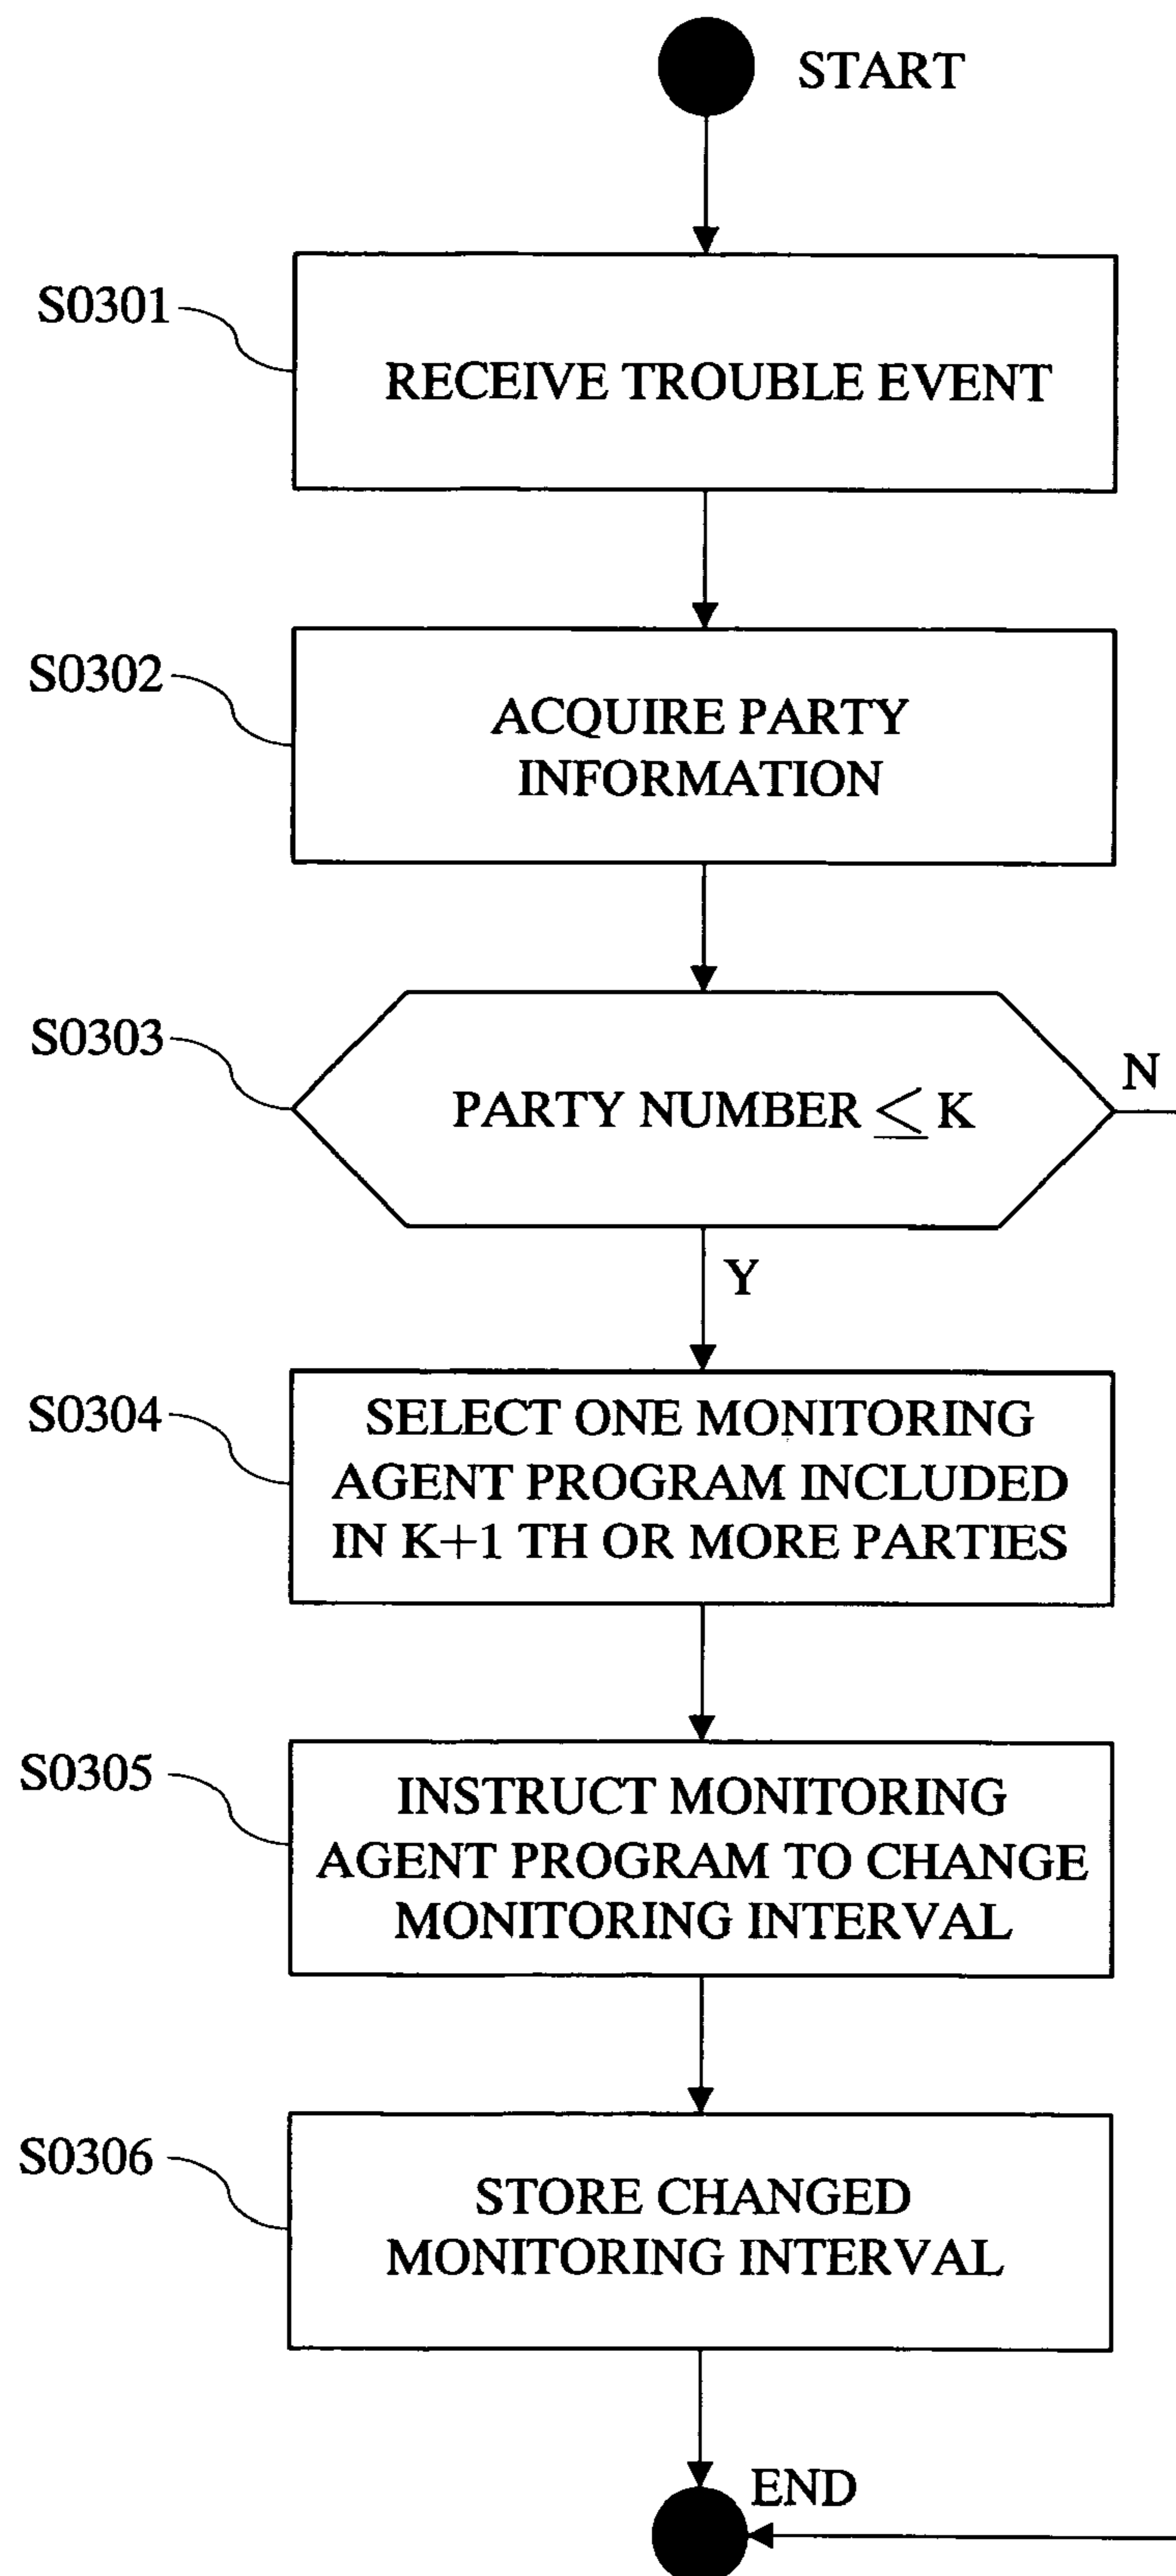 START
S0301
RECEIVE TROUBLE EVENT
S0302
ACQUIRE PARTY
INFORMATION
S0303
PARTY NUMBER ≤ K
N
Y
S0304
SELECT ONE MONITORING
AGENT PROGRAM INCLUDED
IN K+1 TH OR MORE PARTIES
S0305
INSTRUCT MONITORING
AGENT PROGRAM TO CHANGE
MONITORING INTERVAL
S0306
STORE CHANGED
MONITORING INTERVAL
END